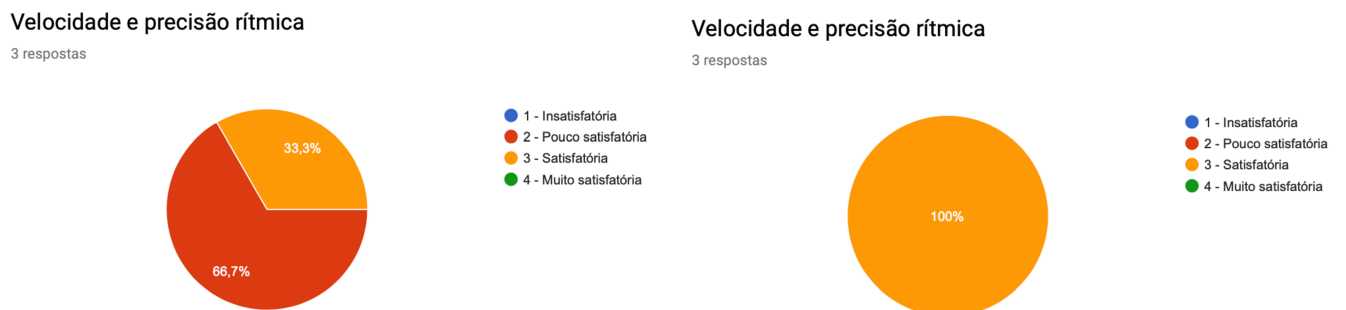 Velocidade e precisão rítmica
3 respostas
33,3%
66,7%
1 - Insatisfatória
2 - Pouco satisfatória
3 - Satisfatória
4 - Muito satisfatória
Velocidade e precisão rítmica
3 respostas
100%
1 - Insatisfatória
2 - Pouco satisfatória
3 - Satisfatória
4 - Muito satisfatória